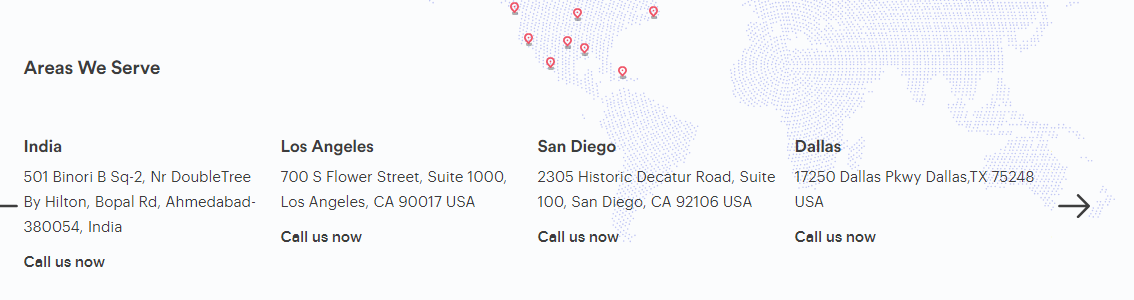 Areas We Serve
India
501 Binori B Sq-2, Nr DoubleTree
By Hilton, Bopal Rd, Ahmedabad-
380054, India
Call us now
Los Angeles
700 S Flower Street, Suite 1000,
Los Angeles, CA 90017 USA
Call us now
San Diego
2305 Historic Decatur Road, Suite
100, San Diego, CA 92106 USA
Call us now
Dallas
17250 Dallas Pkwy Dallas,TX 75248
USA
Call us now